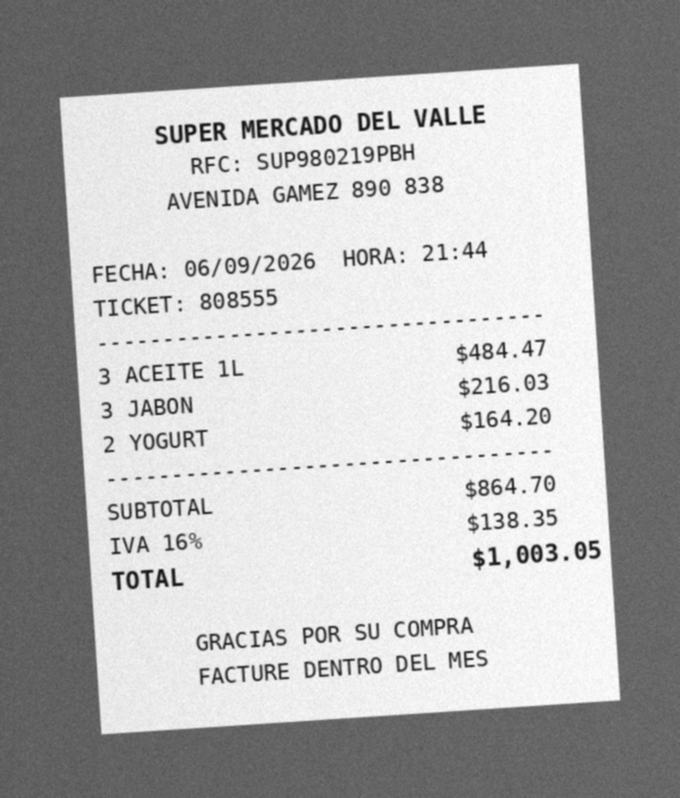 SUPER MERCADO DEL VALLE
RFC: SUP980219PBH
AVENIDA GAMEZ 890 838
FECHA: 06/09/2026 HORA: 21:44
TICKET: 808555
----------------------------------
3 ACEITE 1L $484.47
3 JABON $216.03
2 YOGURT $164.20
----------------------------------
SUBTOTAL $864.70
IVA 16% $138.35
TOTAL $1,003.05
GRACIAS POR SU COMPRA
FACTURE DENTRO DEL MES